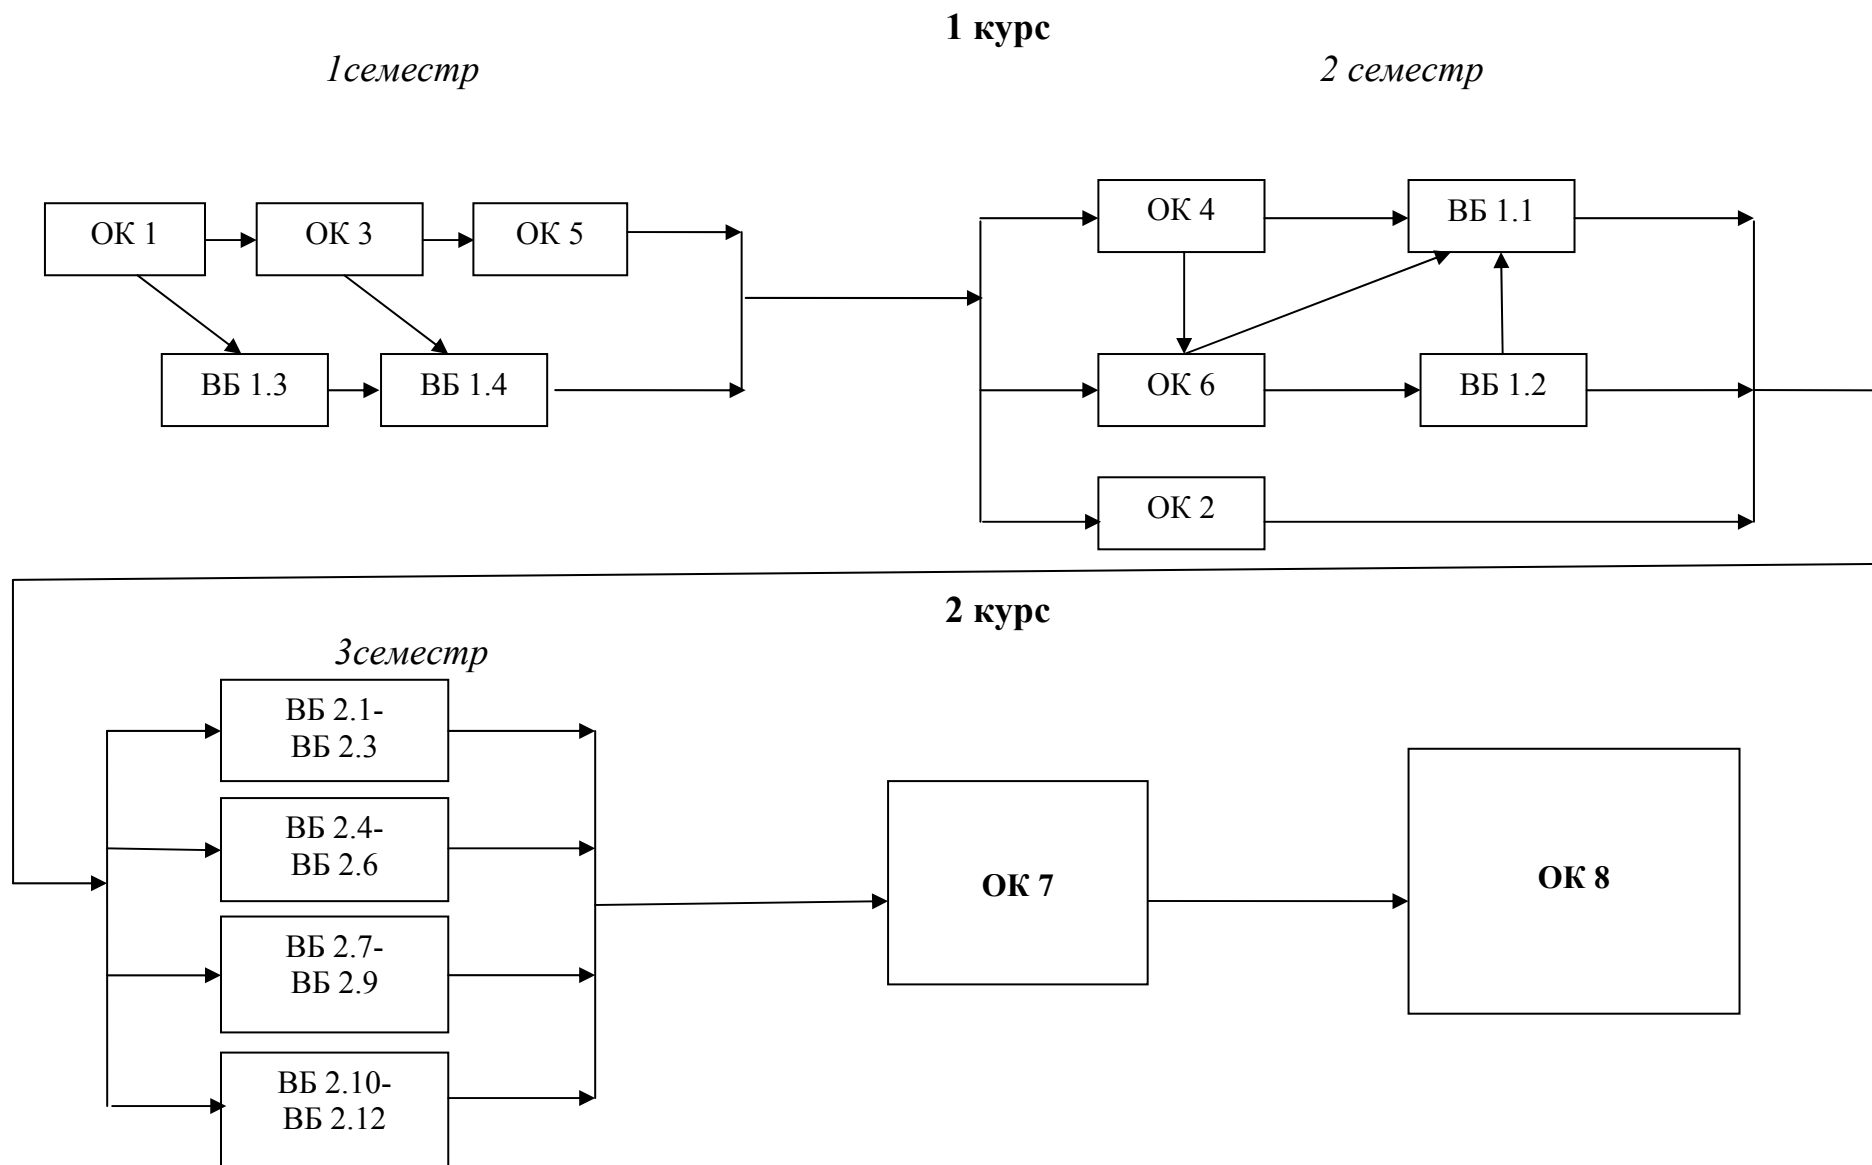 1 курс
1семестр
2 семестр
ОК 1
ОК 3
ОК 5
ВБ 1.3
ВБ 1.4
ОК 4
ВБ 1.1
ОК 6
ВБ 1.2
ОК 2
2 курс
3семестр
ВБ 2.1-
ВБ 2.3
ВБ 2.4-
ВБ 2.6
ВБ 2.7-
ВБ 2.9
ВБ 2.10-
ВБ 2.12
ОК 7
ОК 8